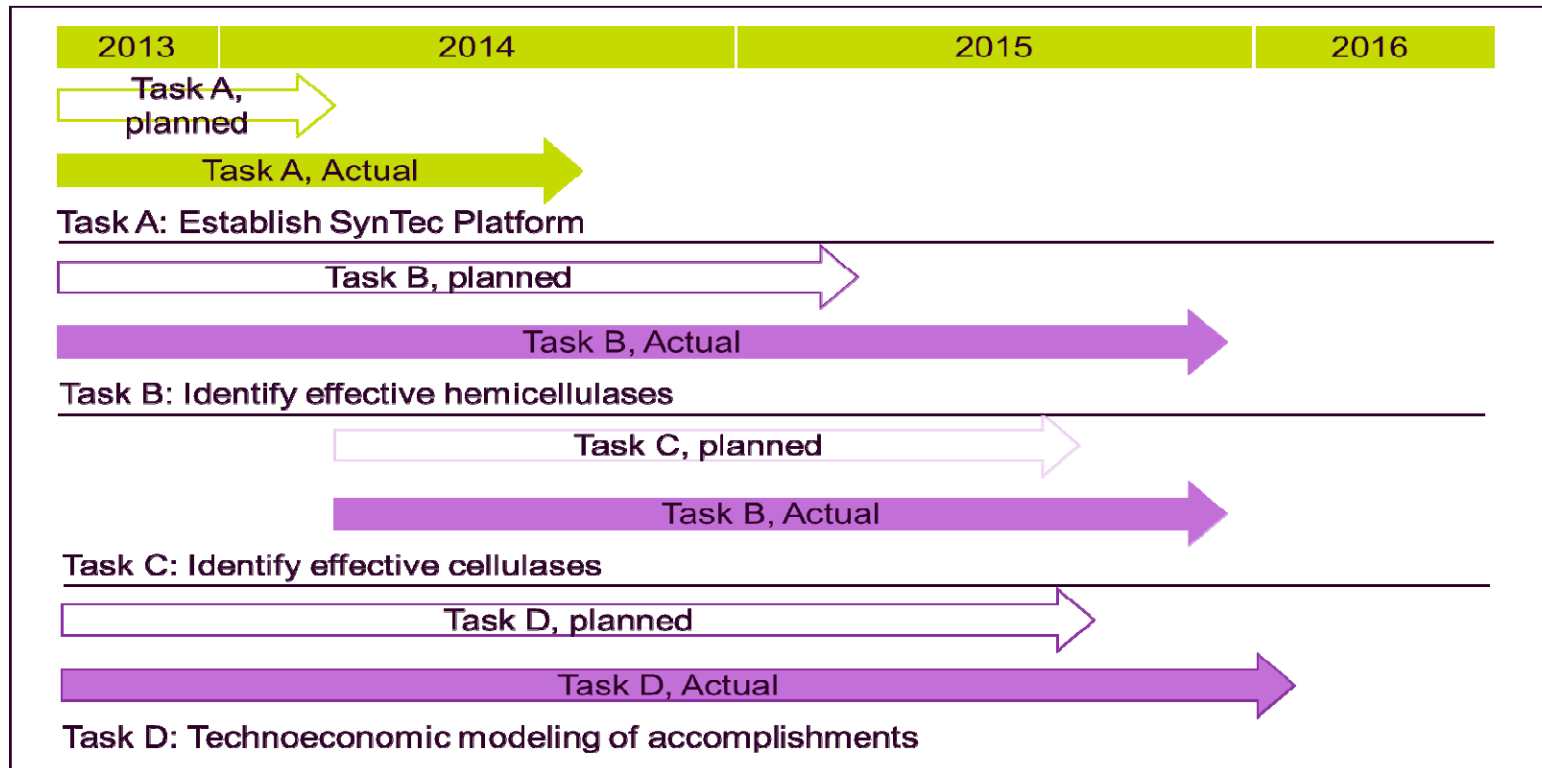 2013 2014 2015 2016
Task A,
planned
Task A, Actual
Task A: Establish SynTec Platform
Task B, planned
Task B, Actual
Task B: Identify effective hemicellulases
Task C, planned
Task B, Actual
Task C: Identify effective cellulases
Task D, planned
Task D, Actual
Task D: Technoeconomic modeling of accomplishments